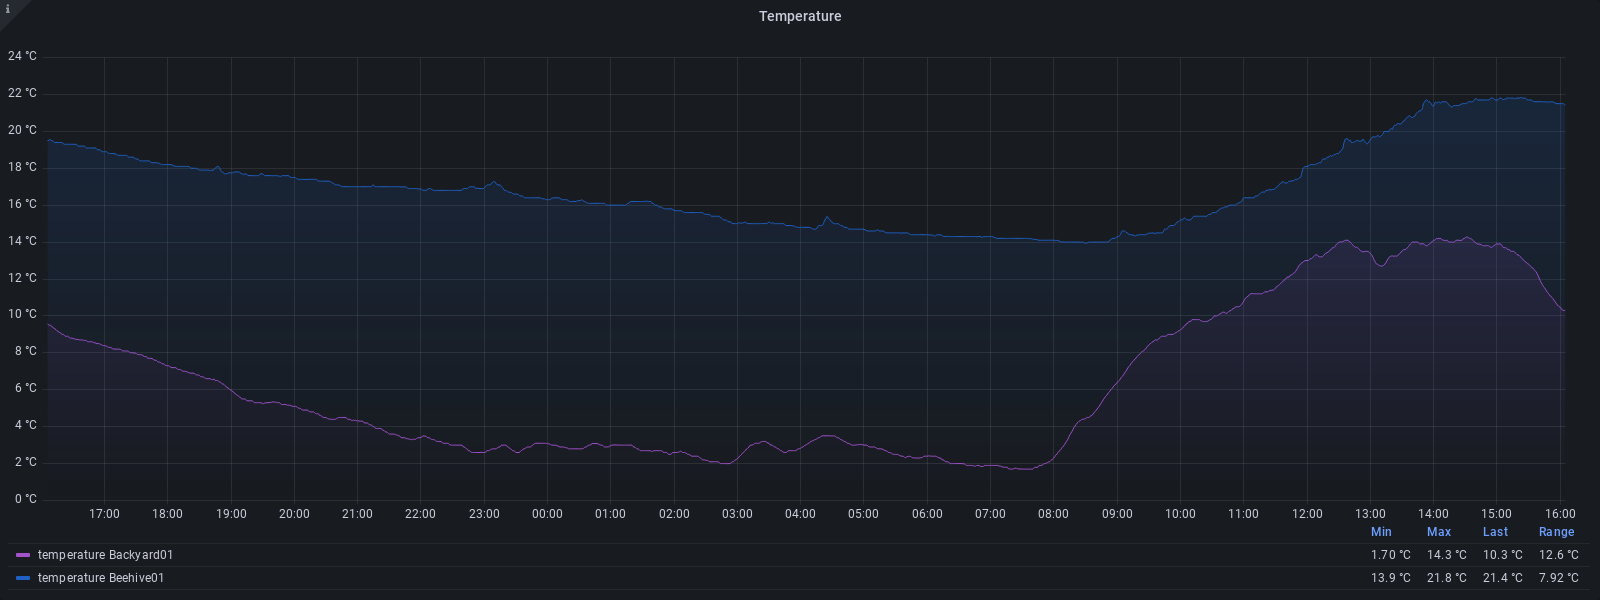 i
Temperature
24 °C
22 °C
20 °C
18 °C
16 °C
14 °C
12 °C
10 °C
8 °C
6 °C
4 °C
2 °C
0 °C
17:00 18:00 19:00 20:00 21:00 22:00 23:00 00:00 01:00 02:00 03:00 04:00 05:00 06:00 07:00 08:00 09:00 10:00 11:00 12:00 13:00 14:00 15:00 16:00
Min Max Last Range
temperature Backyard01 1.70 °C 14.3 °C 10.3 °C 12.6 °C
temperature Beehive01 13.9 °C 21.8 °C 21.4 °C 7.92 °C